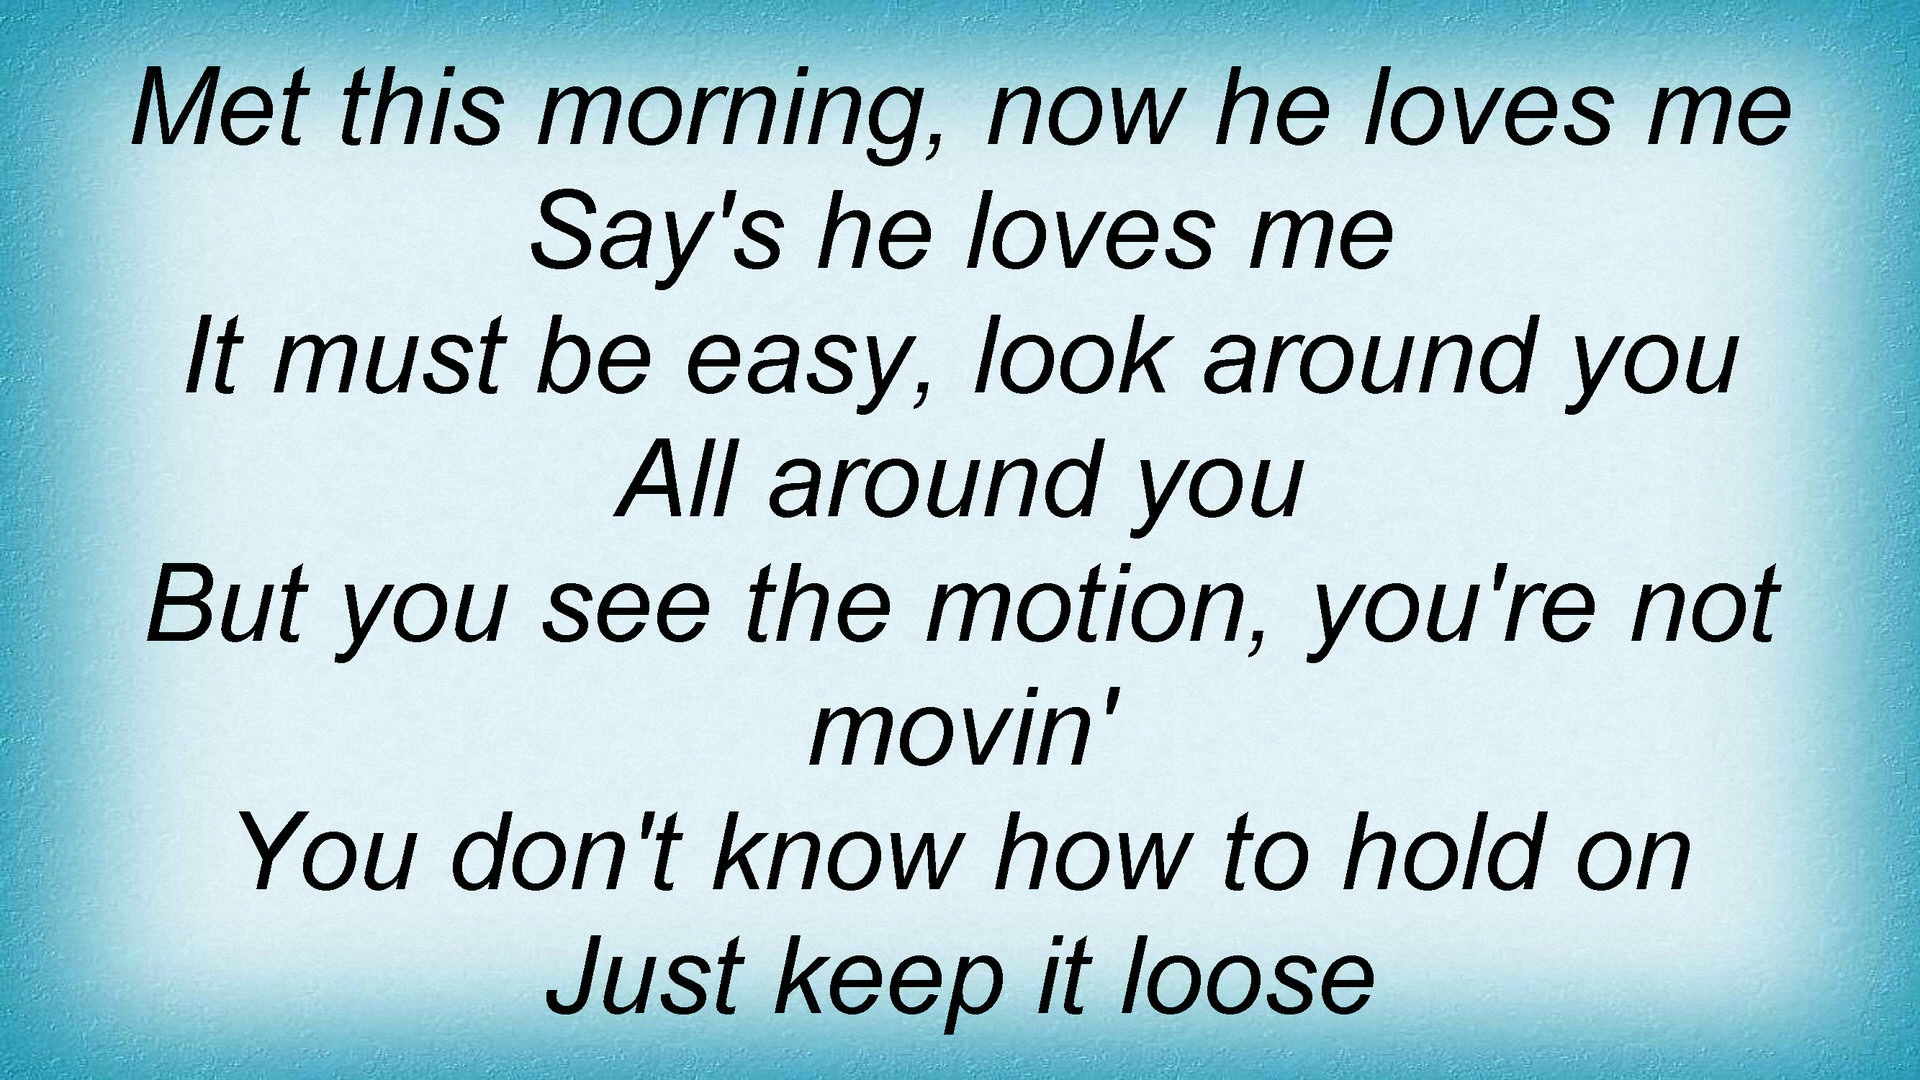 Met this morning, now he loves me
Say's he loves me
It must be easy, look around you
All around you
But you see the motion, you're not
movin'
You don't know how to hold on
Just keep it loose